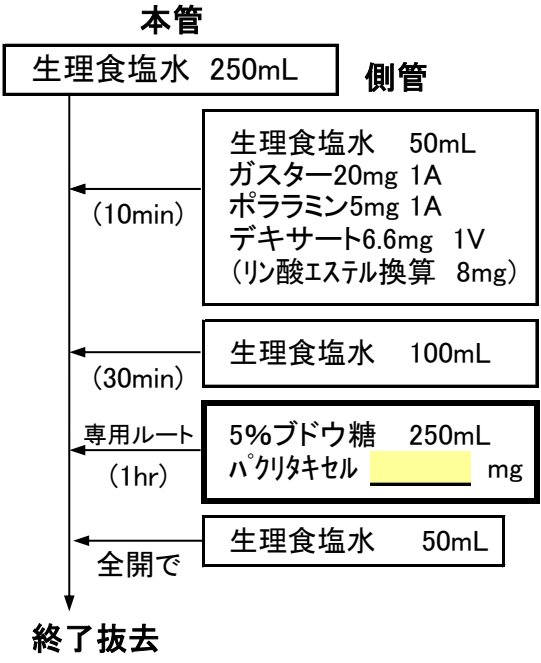 本管
生理食塩水 250mL
側管
生理食塩水 50mL
ガスター20mg 1A
ポララミン5mg 1A
デキサート6.6mg 1V
(リン酸エステル換算 8mg)
(10min)
生理食塩水 100mL
(30min)
専用ルート
(1hr)
5%ブドウ糖 250mL
パクリタキセル mg
生理食塩水 50mL
全開で
終了抜去